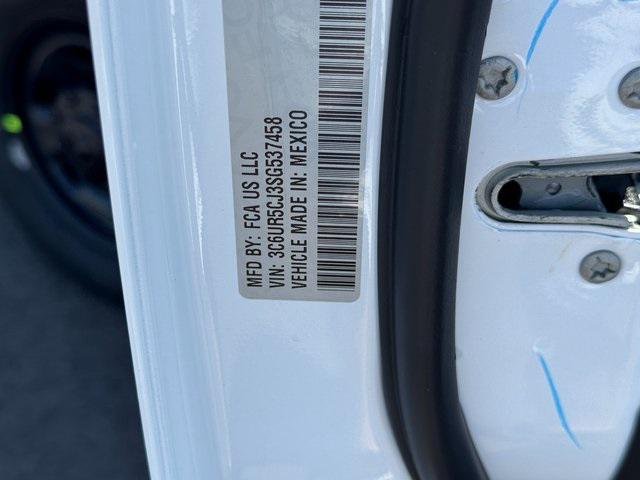 MFD BY: FCA US LLC
VIN: 3C6UR5CJ3SG537458
VEHICLE MADE IN: MEXICO